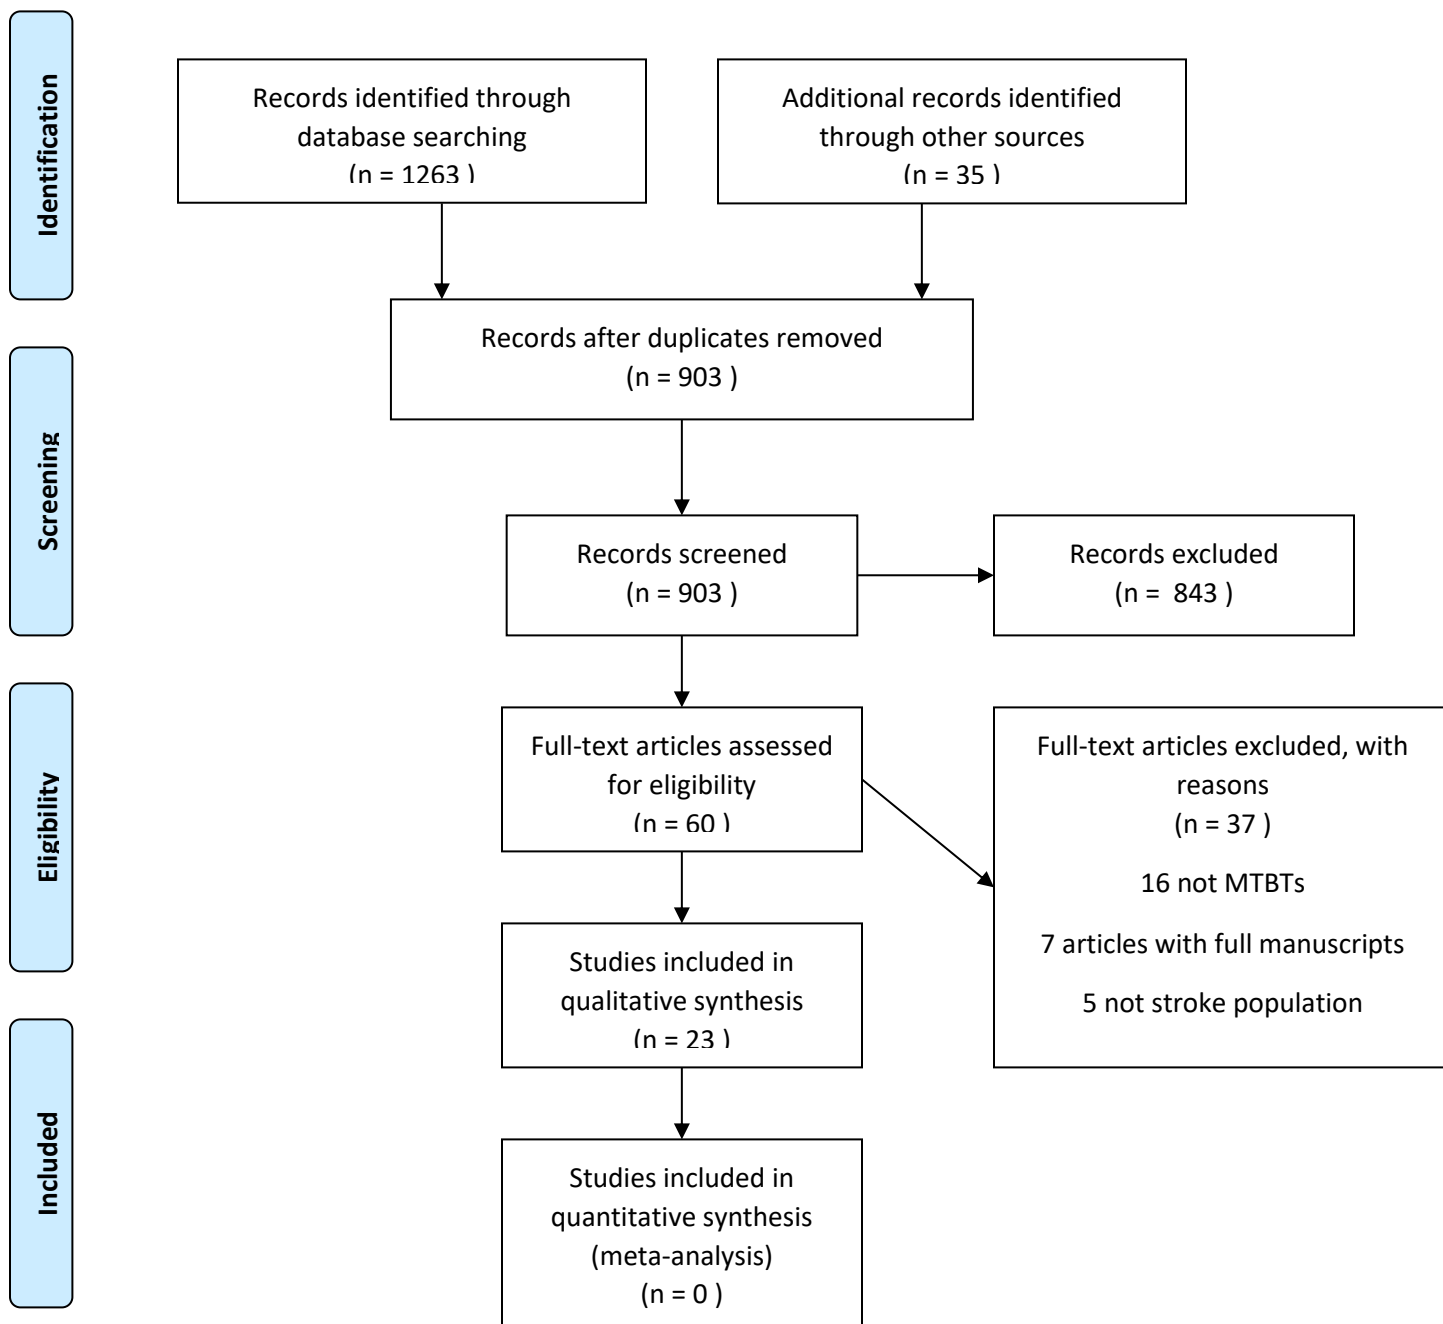 Identification
Records identified through
database searching
(n = 1263 )
Additional records identified
through other sources
(n = 35 )
Records after duplicates removed
(n = 903 )
Screening
Records screened
(n = 903 )
Records excluded
(n =  843 )
Eligibility
Full-text articles assessed
for eligibility
(n = 60 )
Full-text articles excluded, with
reasons
(n = 37 )
16 not MTBTs
7 articles with full manuscripts
5 not stroke population
Studies included in
qualitative synthesis
(n = 23 )
Included
Studies included in
quantitative synthesis
(meta-analysis)
(n = 0 )